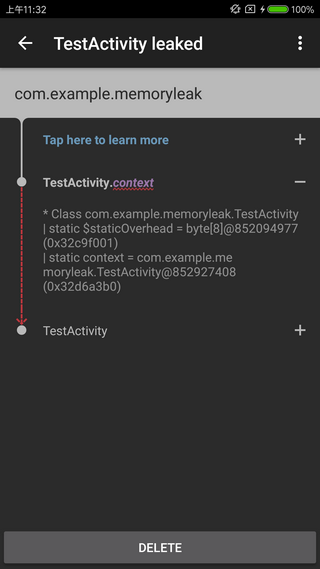 上午11:32
100%
TestActivity leaked
com.example.memoryleak
Tap here to learn more
TestActivity.context
* Class com.example.memoryleak.TestActivity
| static $staticOverhead = byte[8]@852094977
(0x32c9f001)
| static context = com.example.me
moryleak.TestActivity@852927408
(0x32d6a3b0)
TestActivity
DELETE